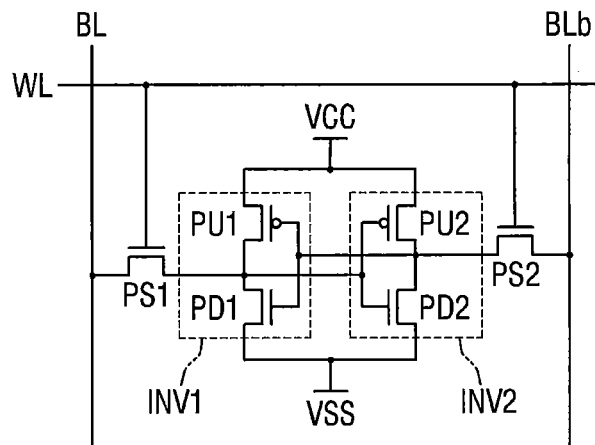 BL
BLb
WL
VCC
PU1
PU2
PS1
PS2
PD1
PD2
INV1
VSS
INV2